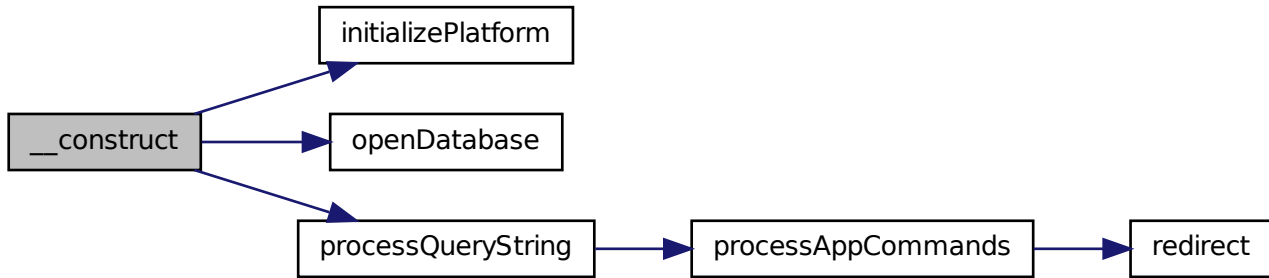 initializePlatform
__construct
openDatabase
processQueryString
processAppCommands
redirect